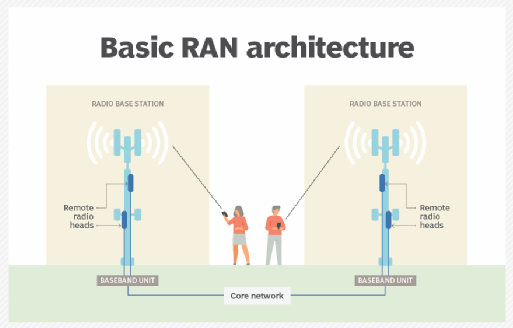 Basic RAN architecture
RADIO BASE STATION
RADIO BASE STATION
Remote
radio
heads
Remote
radio
heads
BASEBAND UNIT
BASEBAND UNIT
Core network